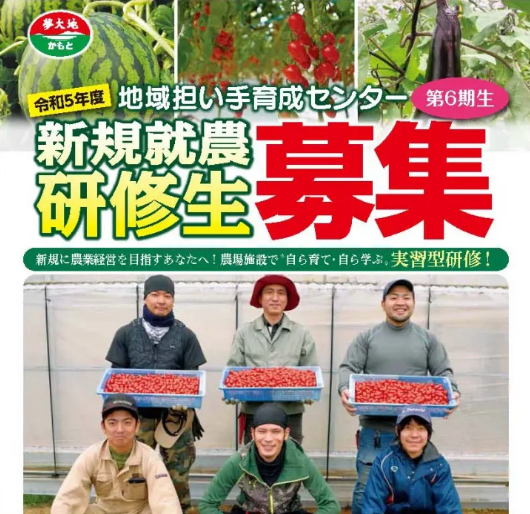 夢大地
かもと
令和5年度 地域担い手育成センター 第6期生
新規就農
研修生
募集
新規に農業経営を目指すあなたへ！農場施設で“自ら育て・自ら学ぶ„実習型研修！